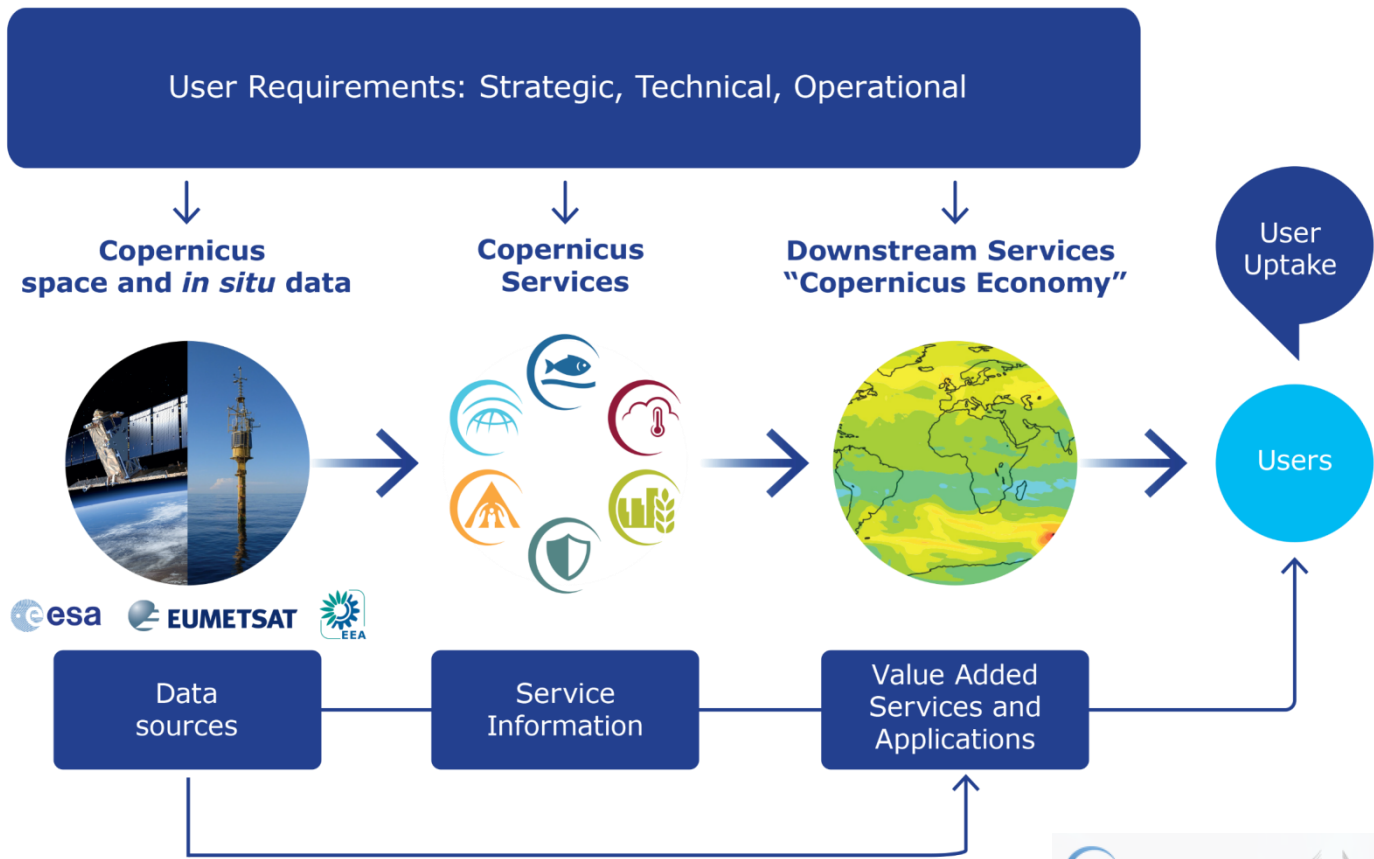 User Requirements: Strategic, Technical, Operational
Copernicus
space and in situ data
Copernicus
Services
Downstream Services
“Copernicus Economy”
User
Uptake
Users
esa
EUMETSAT
EEA
Data
sources
Service
Information
Value Added
Services and
Applications